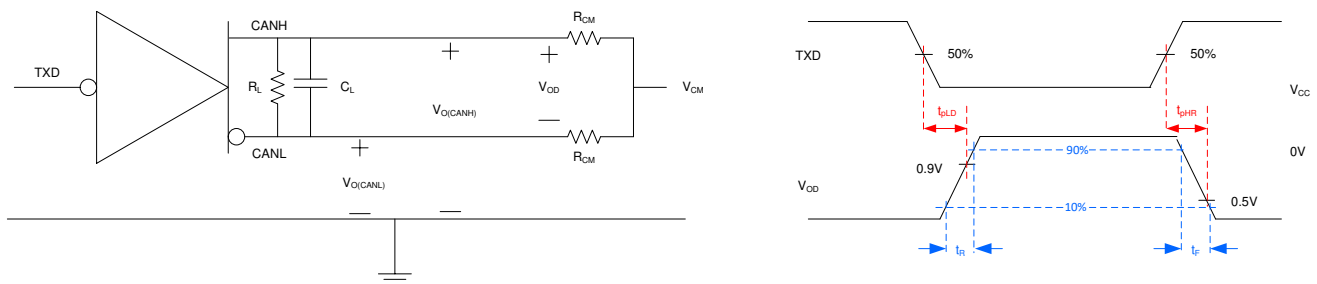 CANH
R_CM
TXD
R_L
C_L
+
+
V_OD
V_CM
V_O(CANH)
—
CANL
+
R_CM
V_O(CANL)
—
—
TXD
50%
50%
V_CC
t_pLD
t_pHR
90%
0V
0.9V
V_OD
10%
0.5V
t_R
t_F